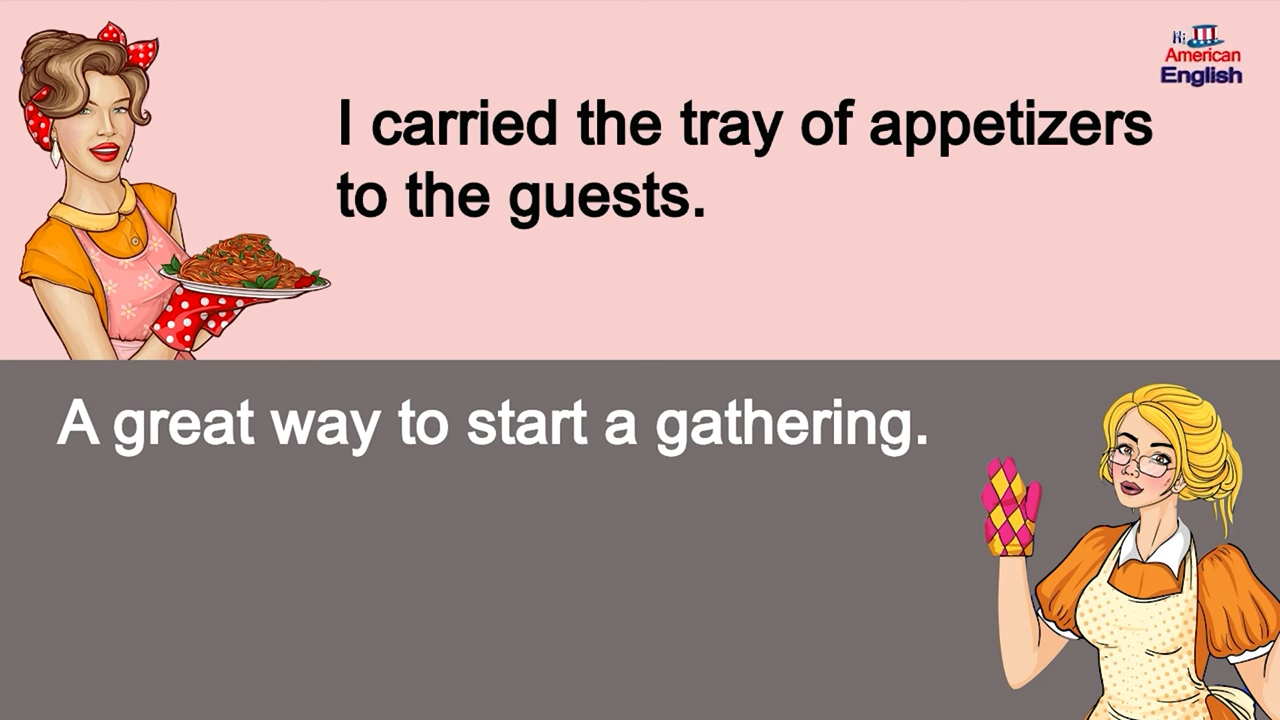 Hi
American
English
I carried the tray of appetizers
to the guests.
A great way to start a gathering.